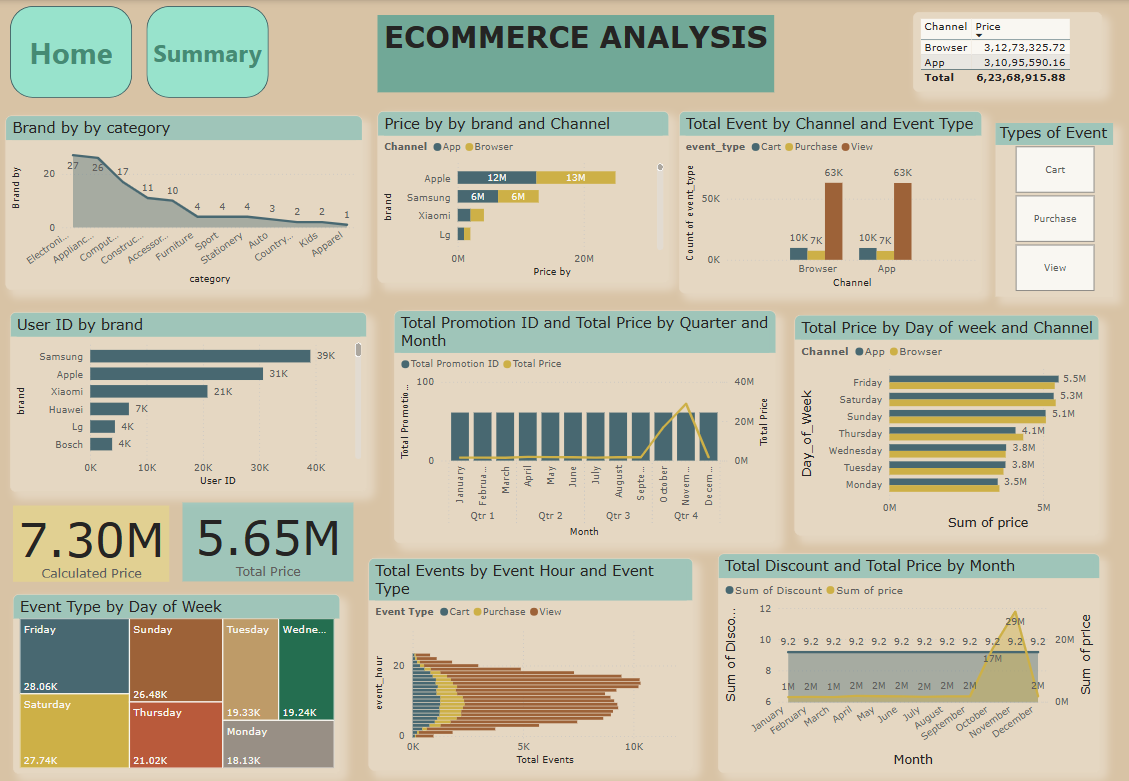 Home
Summary
ECOMMERCE ANALYSIS
Channel Price
Browser 3,12,73,325.72
App 3,10,95,590.16
Total 6,23,68,915.88
Brand by by category
Brand by
20
0
27 26 17 11 10 4 4 4 3 2 2 1
Electroni... Applianc... Comput... Construc... Accessor... Furniture Sport Stationery Auto Country... Kids Apparel
category
Price by by brand and Channel
Channel App Browser
brand
Apple 12M 13M
Samsung 6M 6M
Xiaomi
Lg
0M 20M
Price by
Total Event by Channel and Event Type
event_type Cart Purchase View
Count of event_type
50K
0K
10K 7K 63K 10K 7K 63K
Browser App
Channel
Types of Event
Cart
Purchase
View
User ID by brand
brand
Samsung 39K
Apple 31K
Xiaomi 21K
Huawei 7K
Lg 4K
Bosch 4K
0K 10K 20K 30K 40K
User ID
Total Promotion ID and Total Price by Quarter and
Month
Total Promotion ID Total Price
Total Promotio...
100
0
40M
20M
0M
Total Price
January Februa... March April May June July August Septe... October Novem... Decem...
Qtr 1 Qtr 2 Qtr 3 Qtr 4
Month
Total Price by Day of week and Channel
Channel App Browser
Day_of_Week
Friday 5.5M
Saturday 5.3M
Sunday 5.1M
Thursday 4.1M
Wednesday 3.8M
Tuesday 3.8M
Monday 3.5M
0M 5M
Sum of price
7.30M
Calculated Price
5.65M
Total Price
Event Type by Day of Week
Friday
28.06K
Saturday
27.74K
Sunday
26.48K
Thursday
21.02K
Tuesday
19.33K
Wedne...
19.24K
Monday
18.13K
Total Events by Event Hour and Event
Type
Event Type Cart Purchase View
event_hour
20
0
0K 5K 10K
Total Events
Total Discount and Total Price by Month
Sum of Discount Sum of price
Sum of Disco...
12
10
8
6
9.2 9.2 9.2 9.2 9.2 9.2 9.2 9.2 9.2 9.2 9.2 9.2
1M 2M 1M 2M 2M 2M 2M 2M 2M 17M 29M 2M
20M
0M
Sum of price
January February March April May June July August September October November December
Month